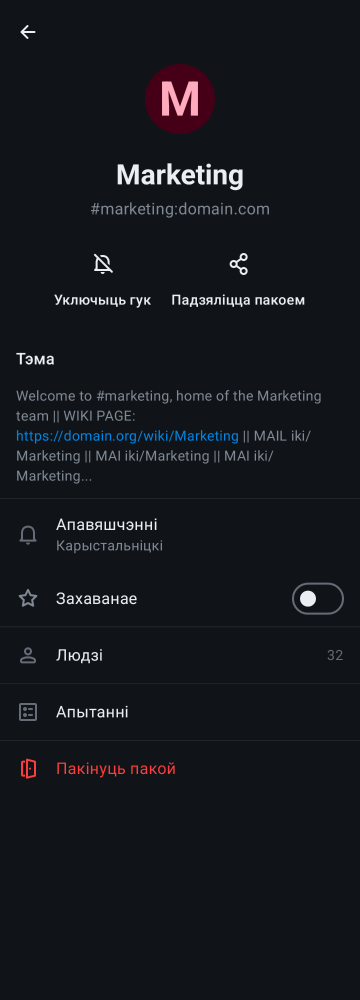 M
Marketing
#marketing:domain.com
Уключыць гук
Падзяліцца пакоем
Тэма
Welcome to #marketing, home of the Marketing
team || WIKI PAGE:
https://domain.org/wiki/Marketing || MAIL iki/
Marketing || MAI iki/Marketing || MAI iki/
Marketing...
Апавяшчэнні
Карыстальніцкі
Захаванае
Людзі 32
Апытанні
Пакінуць пакой